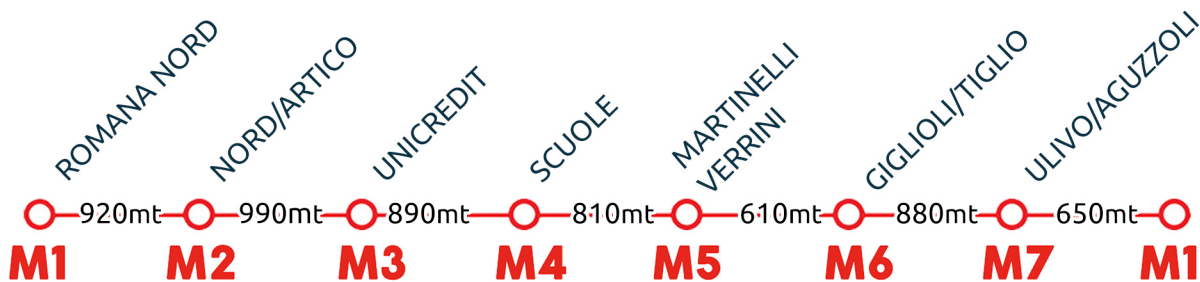 ROMANA NORD
NORD/ARTICO
UNICREDIT
SCUOLE
MARTINELLI
VERRINI
GIGLIOLI/TIGLIO
ULIVO/AGUZZOLI
920mt
990mt
890mt
810mt
610mt
880mt
650mt
M1
M2
M3
M4
M5
M6
M7
M1